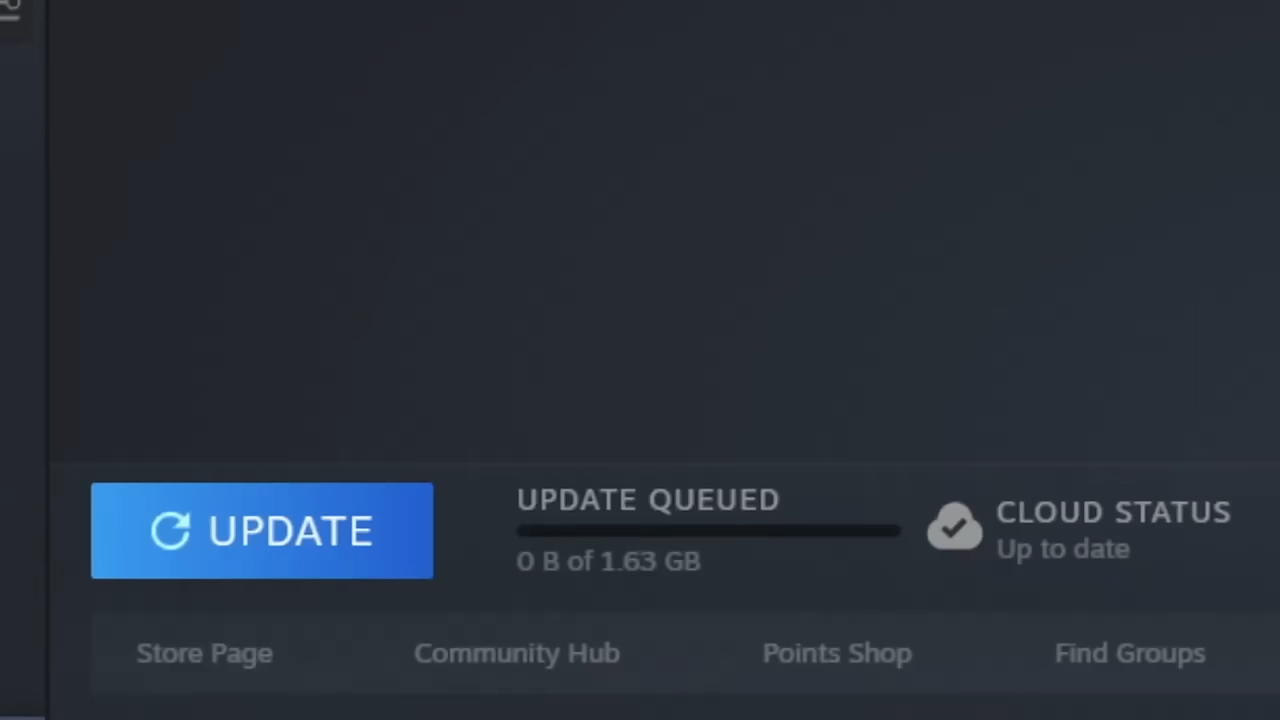 UPDATE
UPDATE QUEUED
0 B of 1.63 GB
CLOUD STATUS
Up to date
Store Page
Community Hub
Points Shop
Find Groups